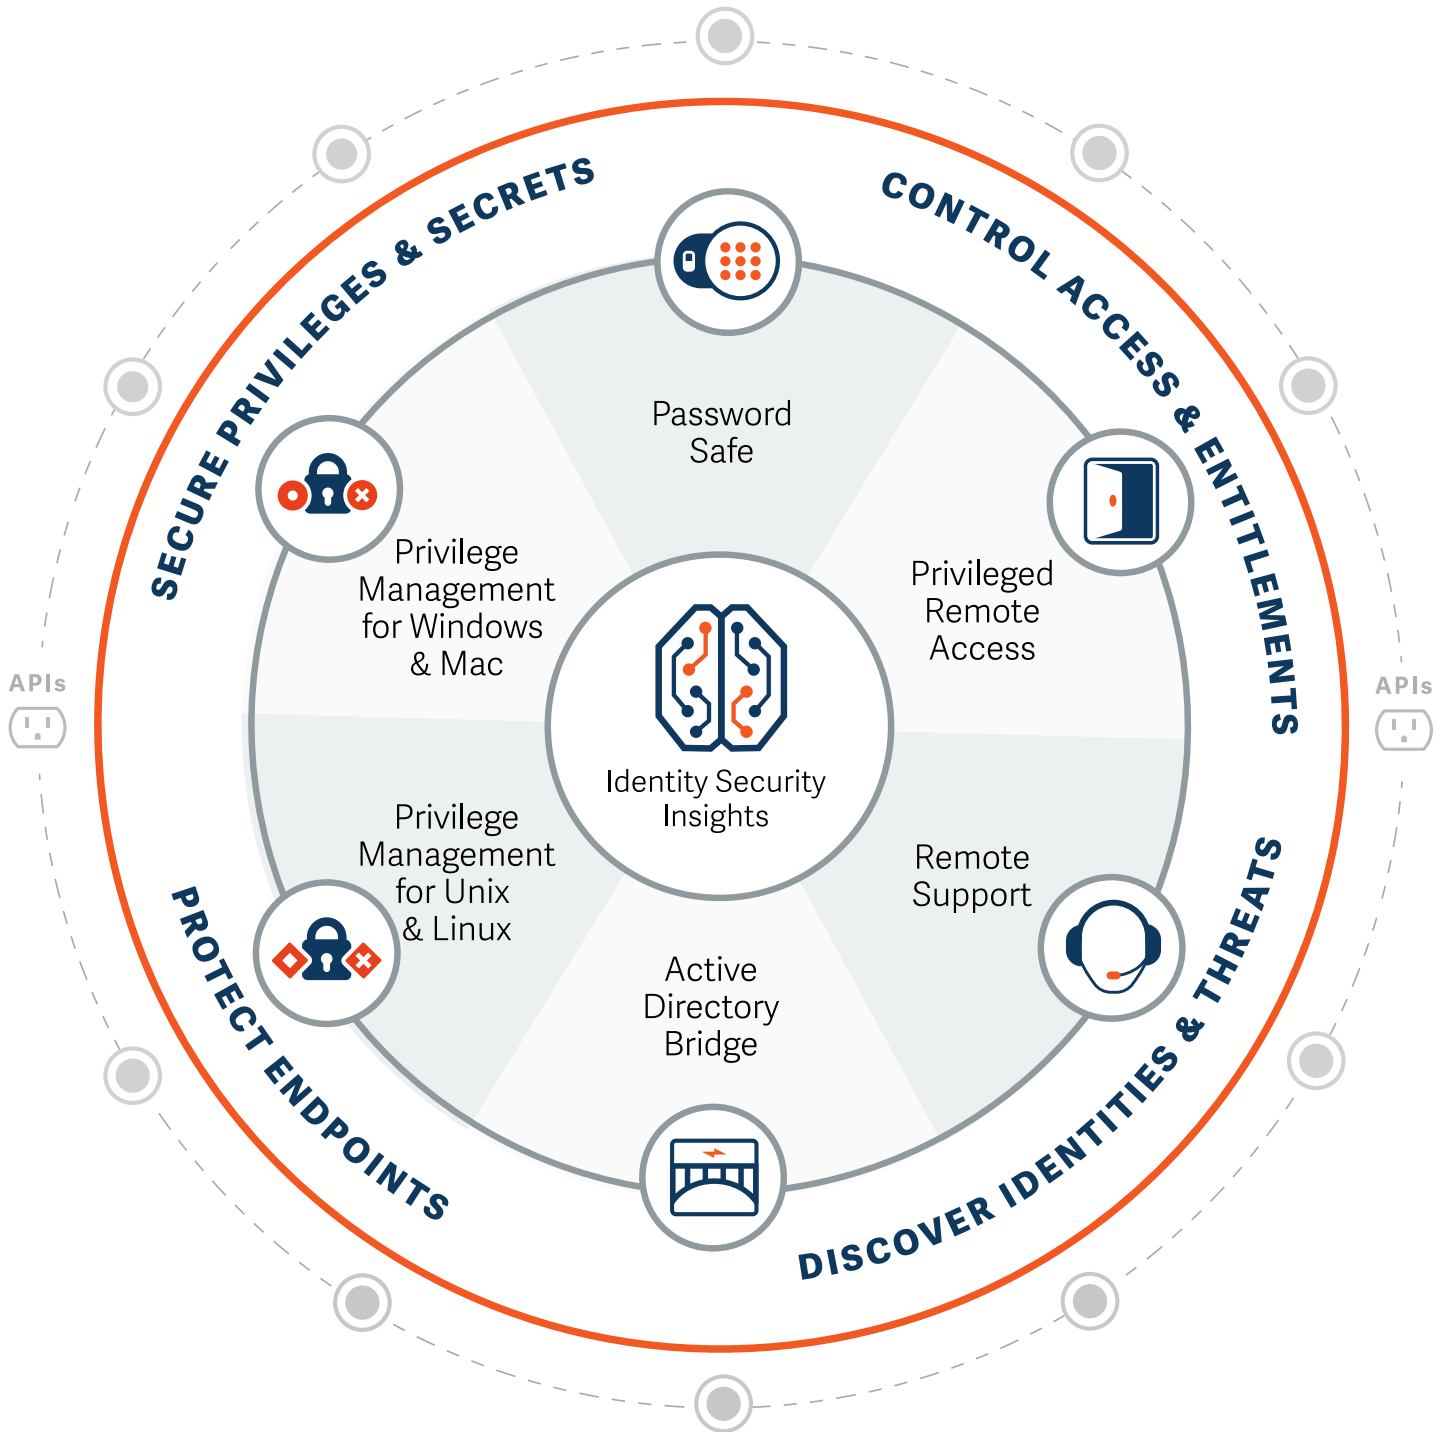 SECURE PRIVILEGES & SECRETS
CONTROL ACCESS & ENTITLEMENTS
Password
Safe
Privilege
Management
for Windows
& Mac
Privileged
Remote
Access
APIs
APIs
Identity Security
Insights
Privilege
Management
for Unix
& Linux
Remote
Support
Active
Directory
Bridge
PROTECT ENDPOINTS
DISCOVER IDENTITIES & THREATS